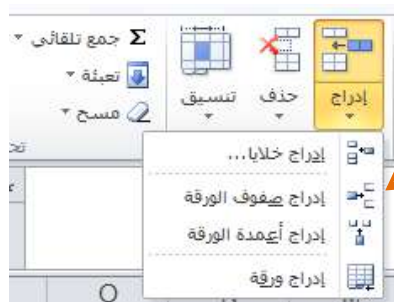 إدراج
حذف
تنسيق
Σ جمع تلقائي
تعبئة
مسح
إدراج خلايا...
إدراج صفوف الورقة
إدراج أعمدة الورقة
إدراج ورقة
O